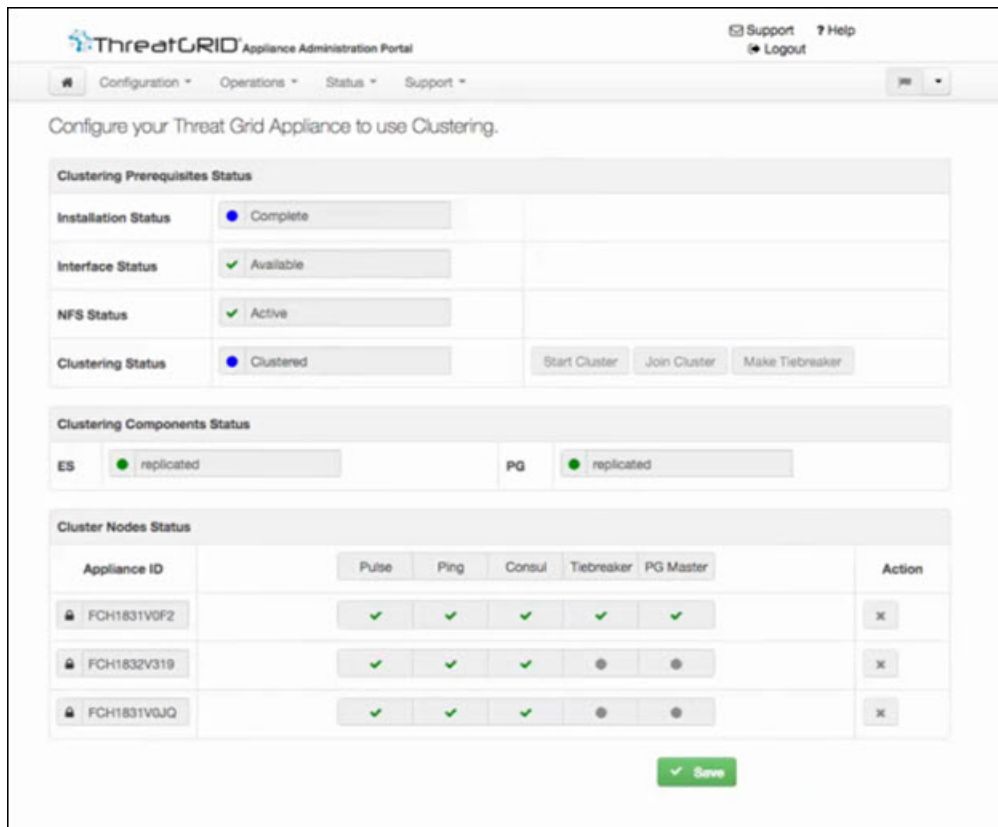 Support ? Help
ThreatGRID Appliance Administration Portal
Logout
Configuration Operations Status Support
Configure your Threat Grid Appliance to use Clustering.
Clustering Prerequisites Status
Installation Status Complete
Interface Status Available
NFS Status Active
Clustering Status Clustered Start Cluster Join Cluster Make Tiebreaker
Clustering Components Status
ES replicated PG replicated
Cluster Nodes Status
Appliance ID Pulse Ping Consul Tiebreaker PG Master Action
FCH1831V0F2
FCH1832V319
FCH1831V0JQ
Save